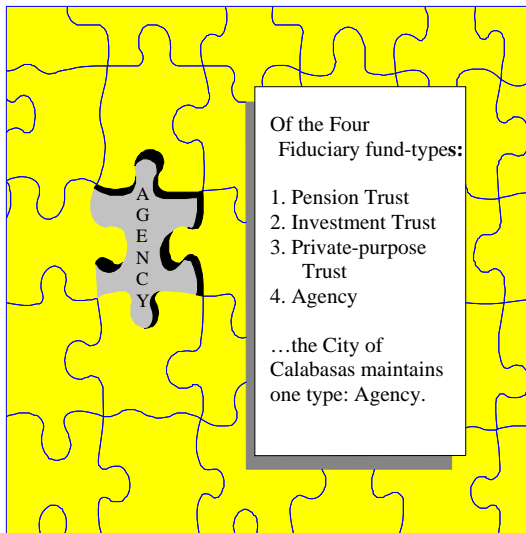 AGENCY
Of the Four
Fiduciary fund-types:
1. Pension Trust
2. Investment Trust
3. Private-purpose
Trust
4. Agency
…the City of
Calabasas maintains
one type: Agency.